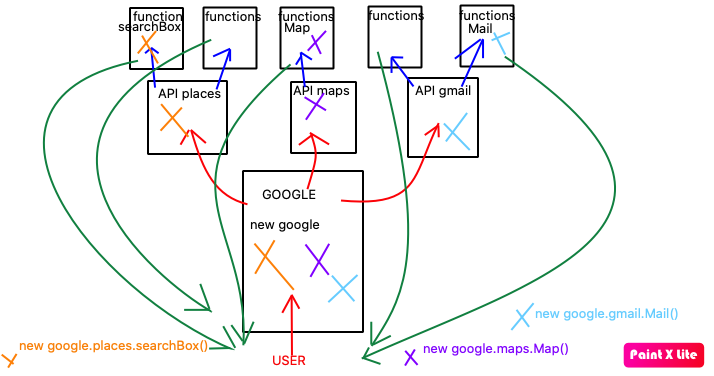 function
searchBox
functions
functions
Map
functions
functions
Mail
API places
API maps
API gmail
GOOGLE
new google
new google.gmail.Mail()
new google.places.searchBox()
new google.maps.Map()
USER
Paint X Lite